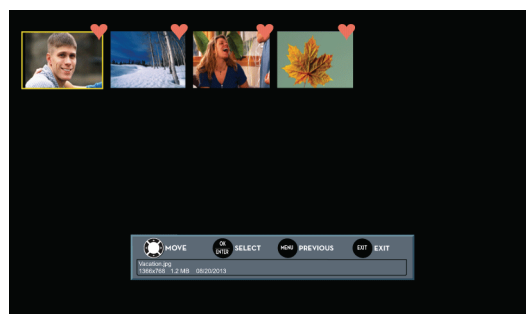 MOVE
OK
ENTER
SELECT
MENU
PREVIOUS
EXIT
EXIT
Vacation.jpg
1366x768 1.2 MB 08/20/2013